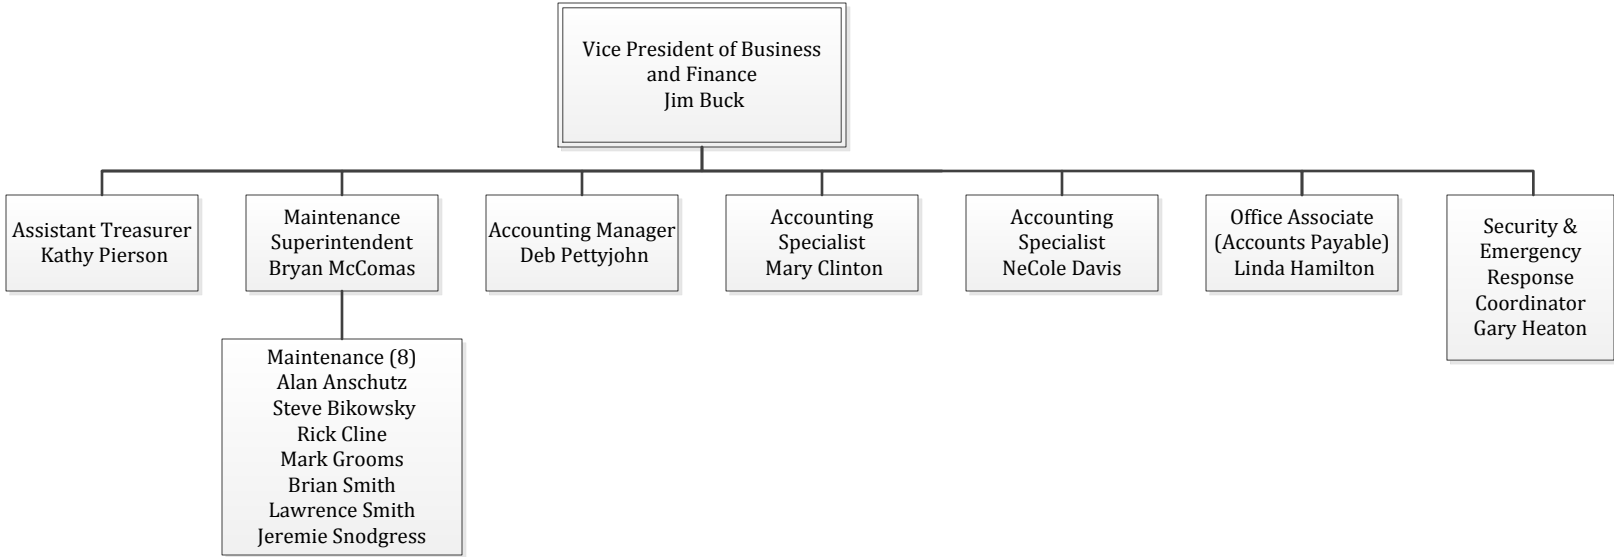 Vice President of Business
and Finance
Jim Buck
Assistant Treasurer
Kathy Pierson
Maintenance
Superintendent
Bryan McComas
Accounting Manager
Deb Pettyjohn
Accounting
Specialist
Mary Clinton
Accounting
Specialist
NeCole Davis
Office Associate
(Accounts Payable)
Linda Hamilton
Security &
Emergency
Response
Coordinator
Gary Heaton
Maintenance (8)
Alan Anschutz
Steve Bikowsky
Rick Cline
Mark Grooms
Brian Smith
Lawrence Smith
Jeremie Snodgress